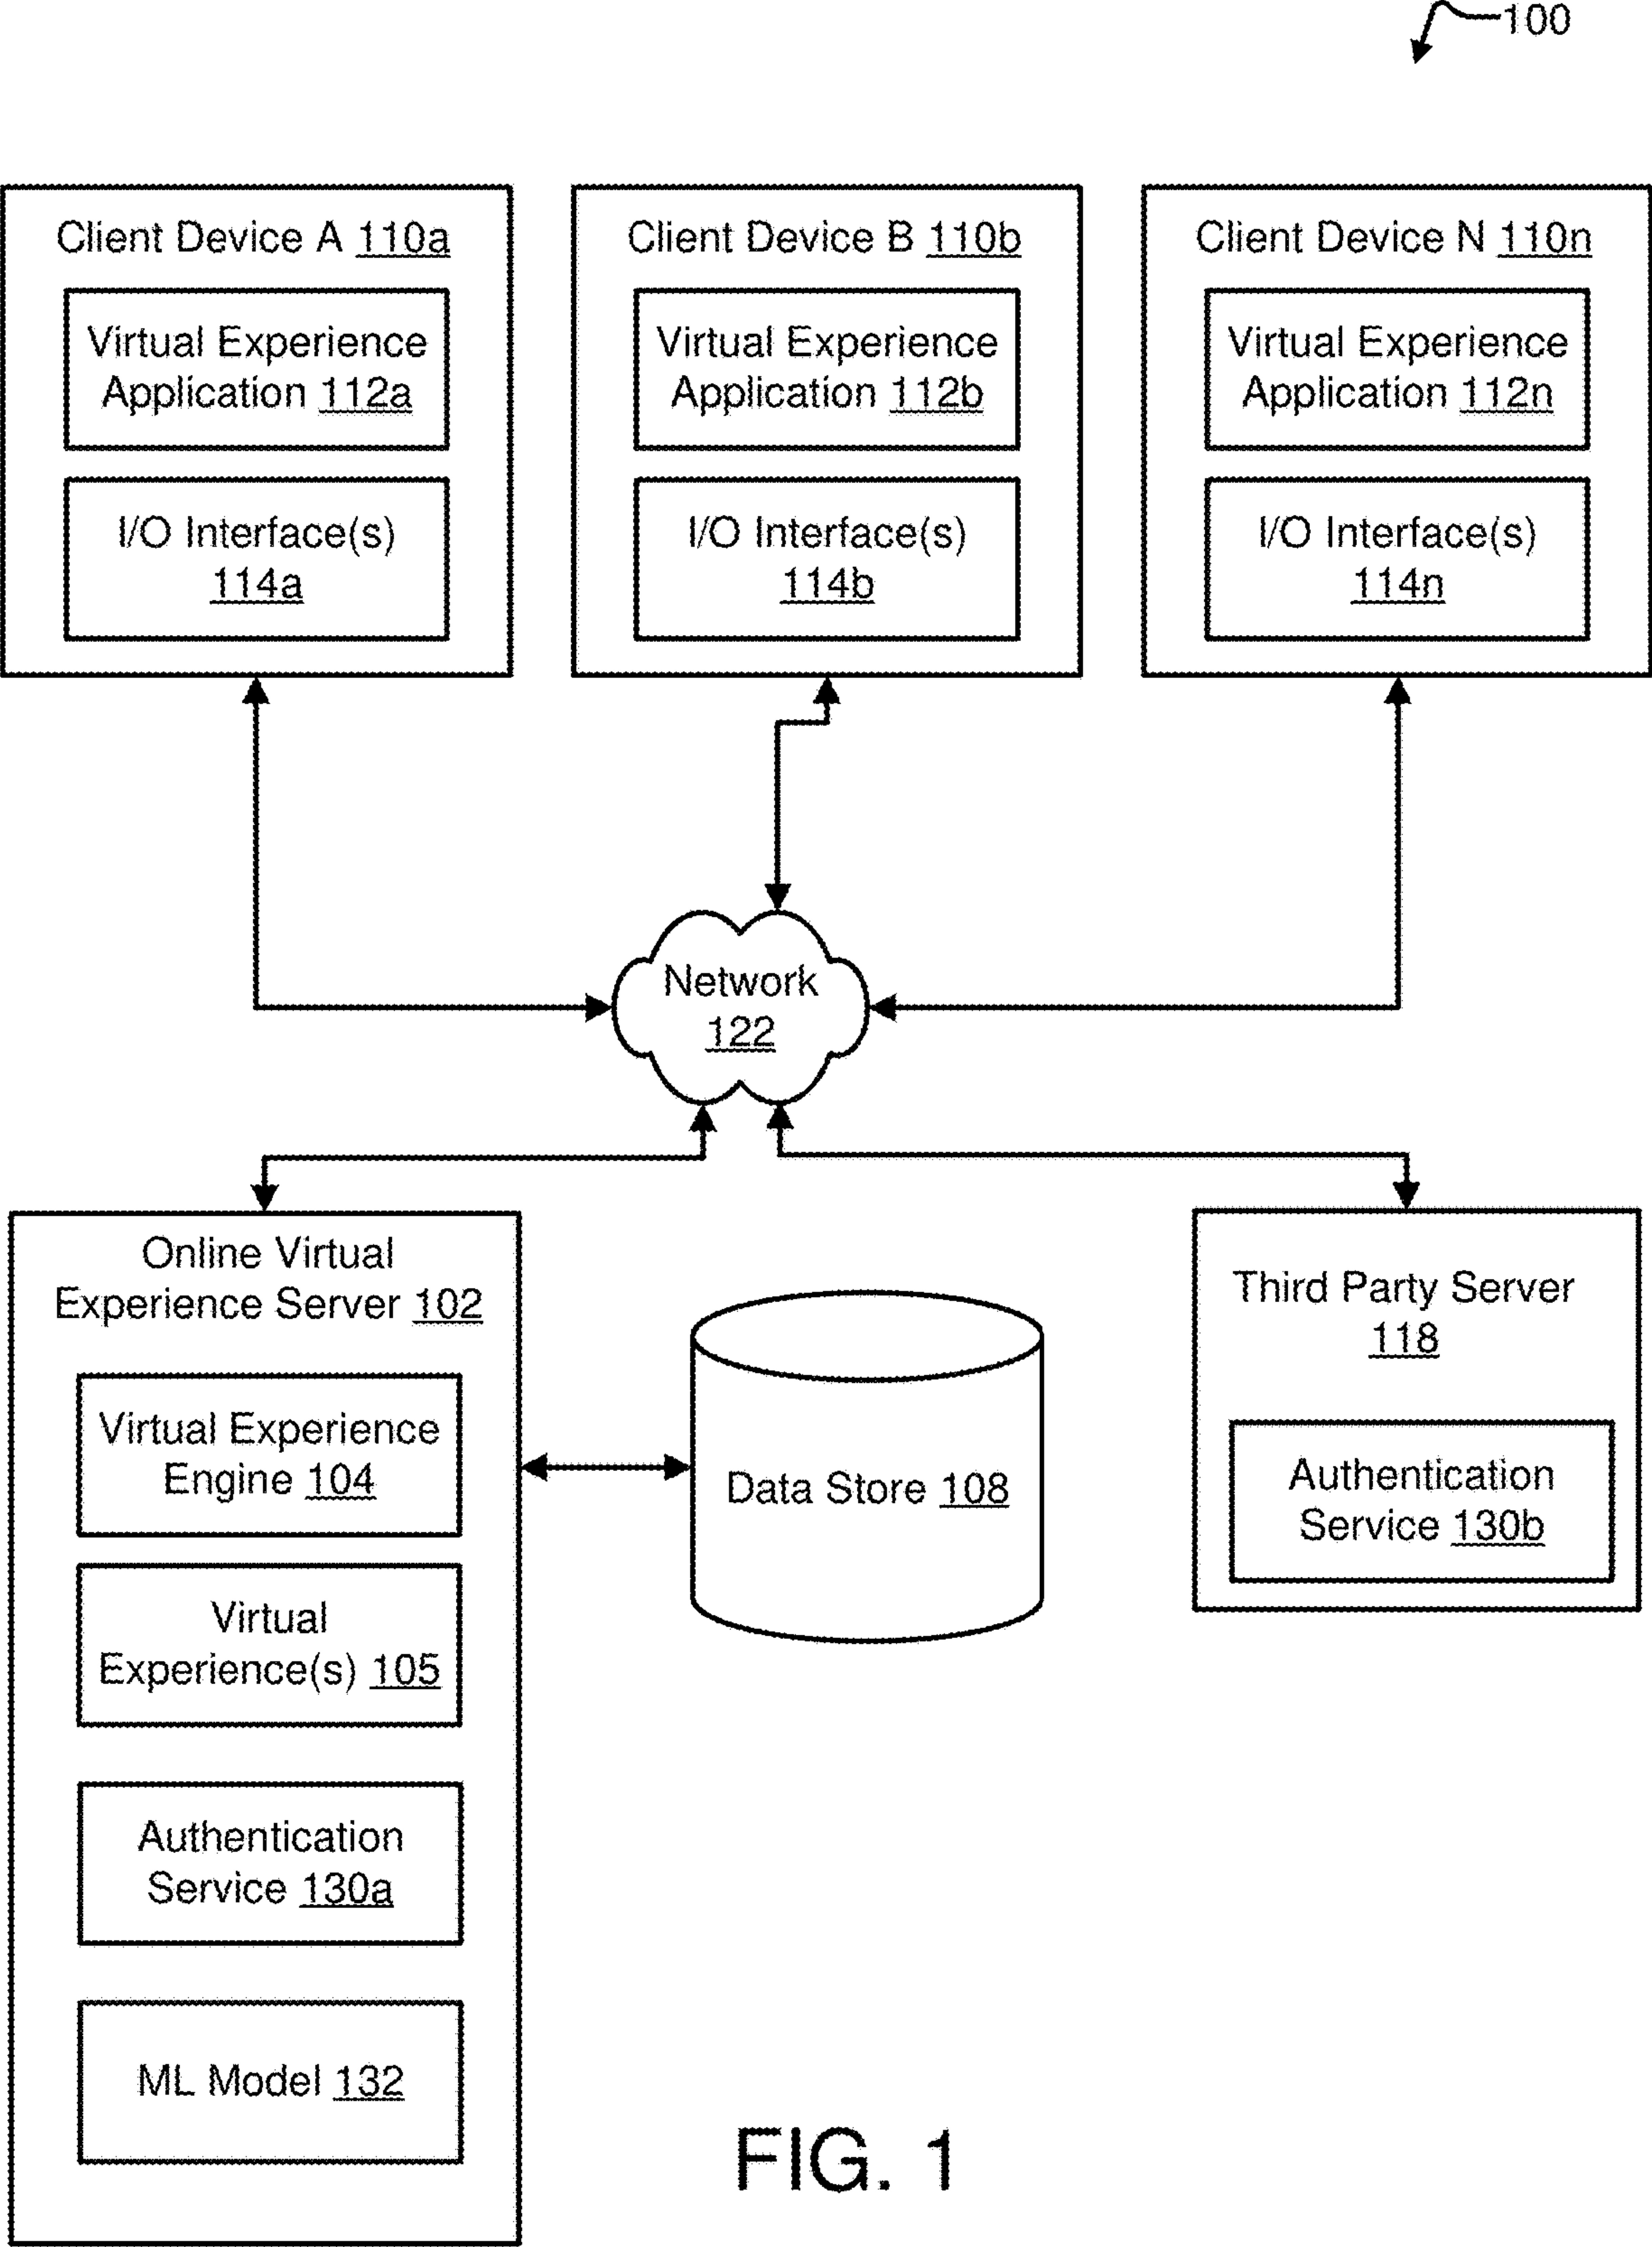 100
Client Device A 110a
Virtual Experience
Application 112a
I/O Interface(s)
114a
Client Device B 110b
Virtual Experience
Application 112b
I/O Interface(s)
114b
Client Device N 110n
Virtual Experience
Application 112n
I/O Interface(s)
114n
Network
122
Online Virtual
Experience Server 102
Virtual Experience
Engine 104
Virtual
Experience(s) 105
Authentication
Service 130a
ML Model 132
Data Store 108
Third Party Server
118
Authentication
Service 130b
FIG. 1